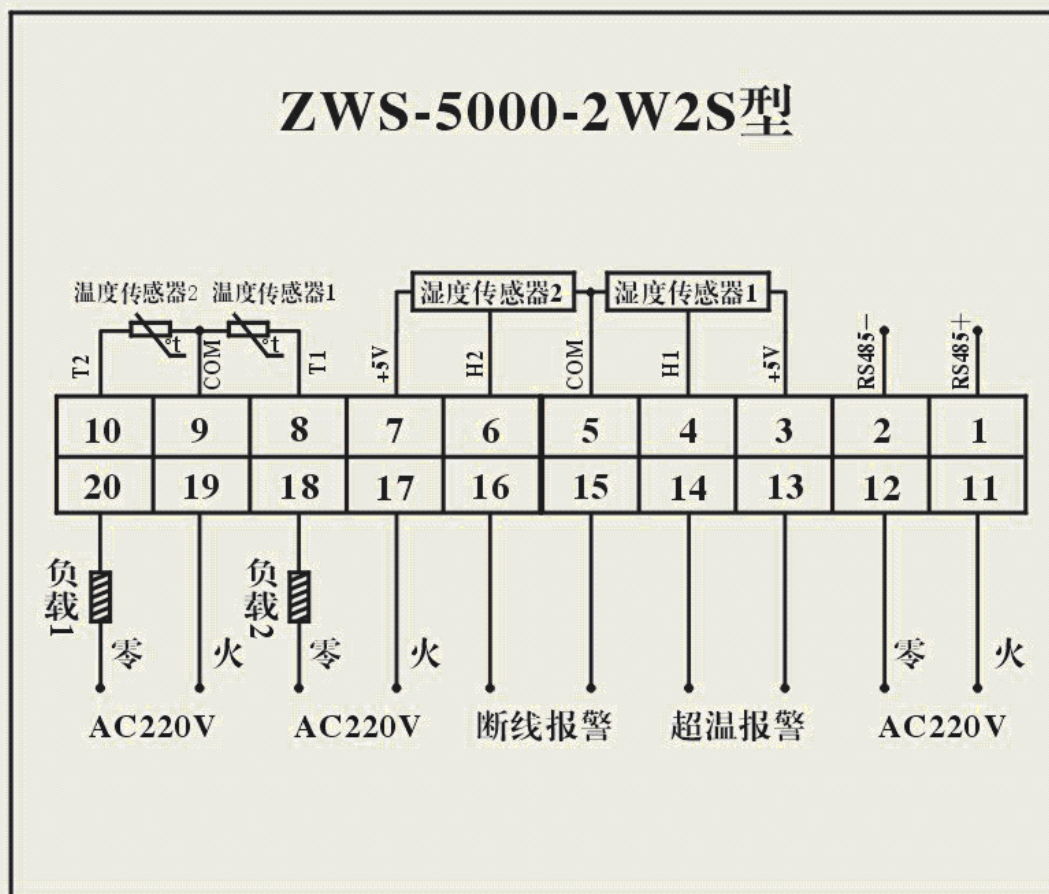 ZWS-5000-2W2S型
温度传感器2 温度传感器1 湿度传感器2 湿度传感器1
T2 COM T1 +5V H2 COM H1 +5V RS485− RS485+
10 9 8 7 6 5 4 3 2 1
20 19 18 17 16 15 14 13 12 11
°t °t
负载1 负载2
零 火 零 火 零 火
AC220V AC220V 断线报警 超温报警 AC220V